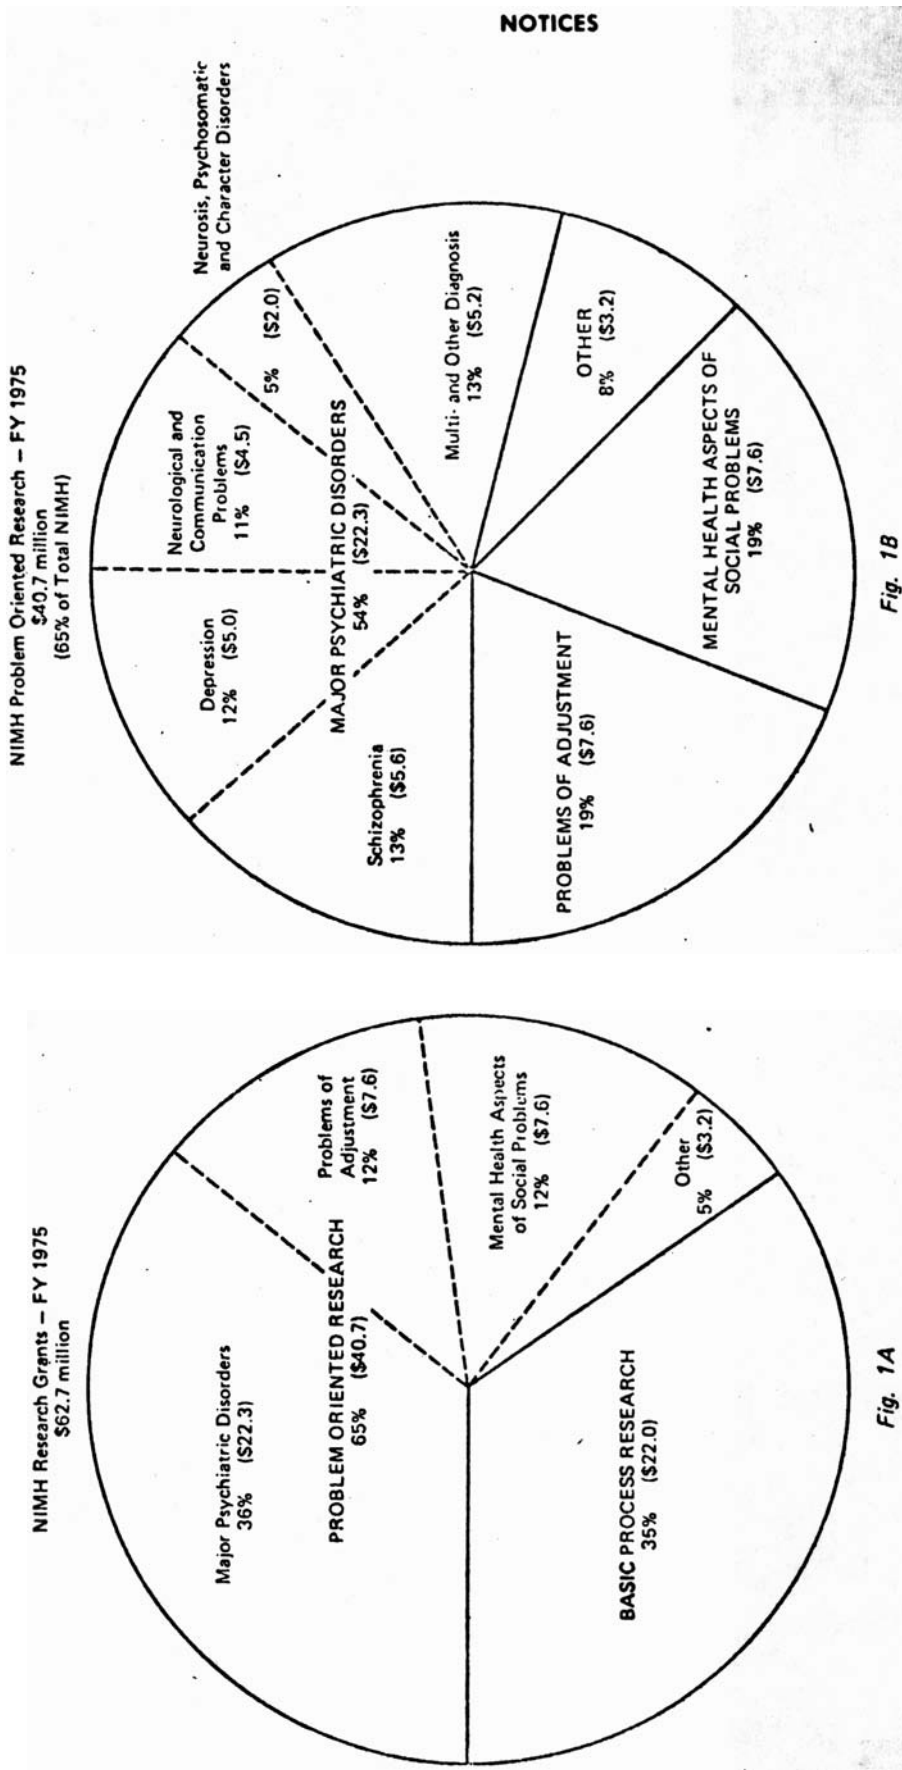 NOTICES
NIMH Research Grants – FY 1975
$62.7 million
Major Psychiatric Disorders
36% ($22.3)
Problems of
Adjustment
12% ($7.6)
PROBLEM ORIENTED RESEARCH
65% ($40.7)
Mental Health Aspects
of Social Problems
12% ($7.6)
Other
5% ($3.2)
BASIC PROCESS RESEARCH
35% ($22.0)
Fig. 1A
NIMH Problem Oriented Research – FY 1975
$40.7 million
(65% of Total NIMH)
Neurosis, Psychosomatic
and Character Disorders
5% ($2.0)
Neurological and
Communication
Problems
11% ($4.5)
Depression
12% ($5.0)
MAJOR PSYCHIATRIC DISORDERS
54% ($22.3)
Schizophrenia
13% ($5.6)
Multi- and Other Diagnosis
13% ($5.2)
OTHER
8% ($3.2)
PROBLEMS OF ADJUSTMENT
19% ($7.6)
MENTAL HEALTH ASPECTS OF
SOCIAL PROBLEMS
19% ($7.6)
Fig. 1B